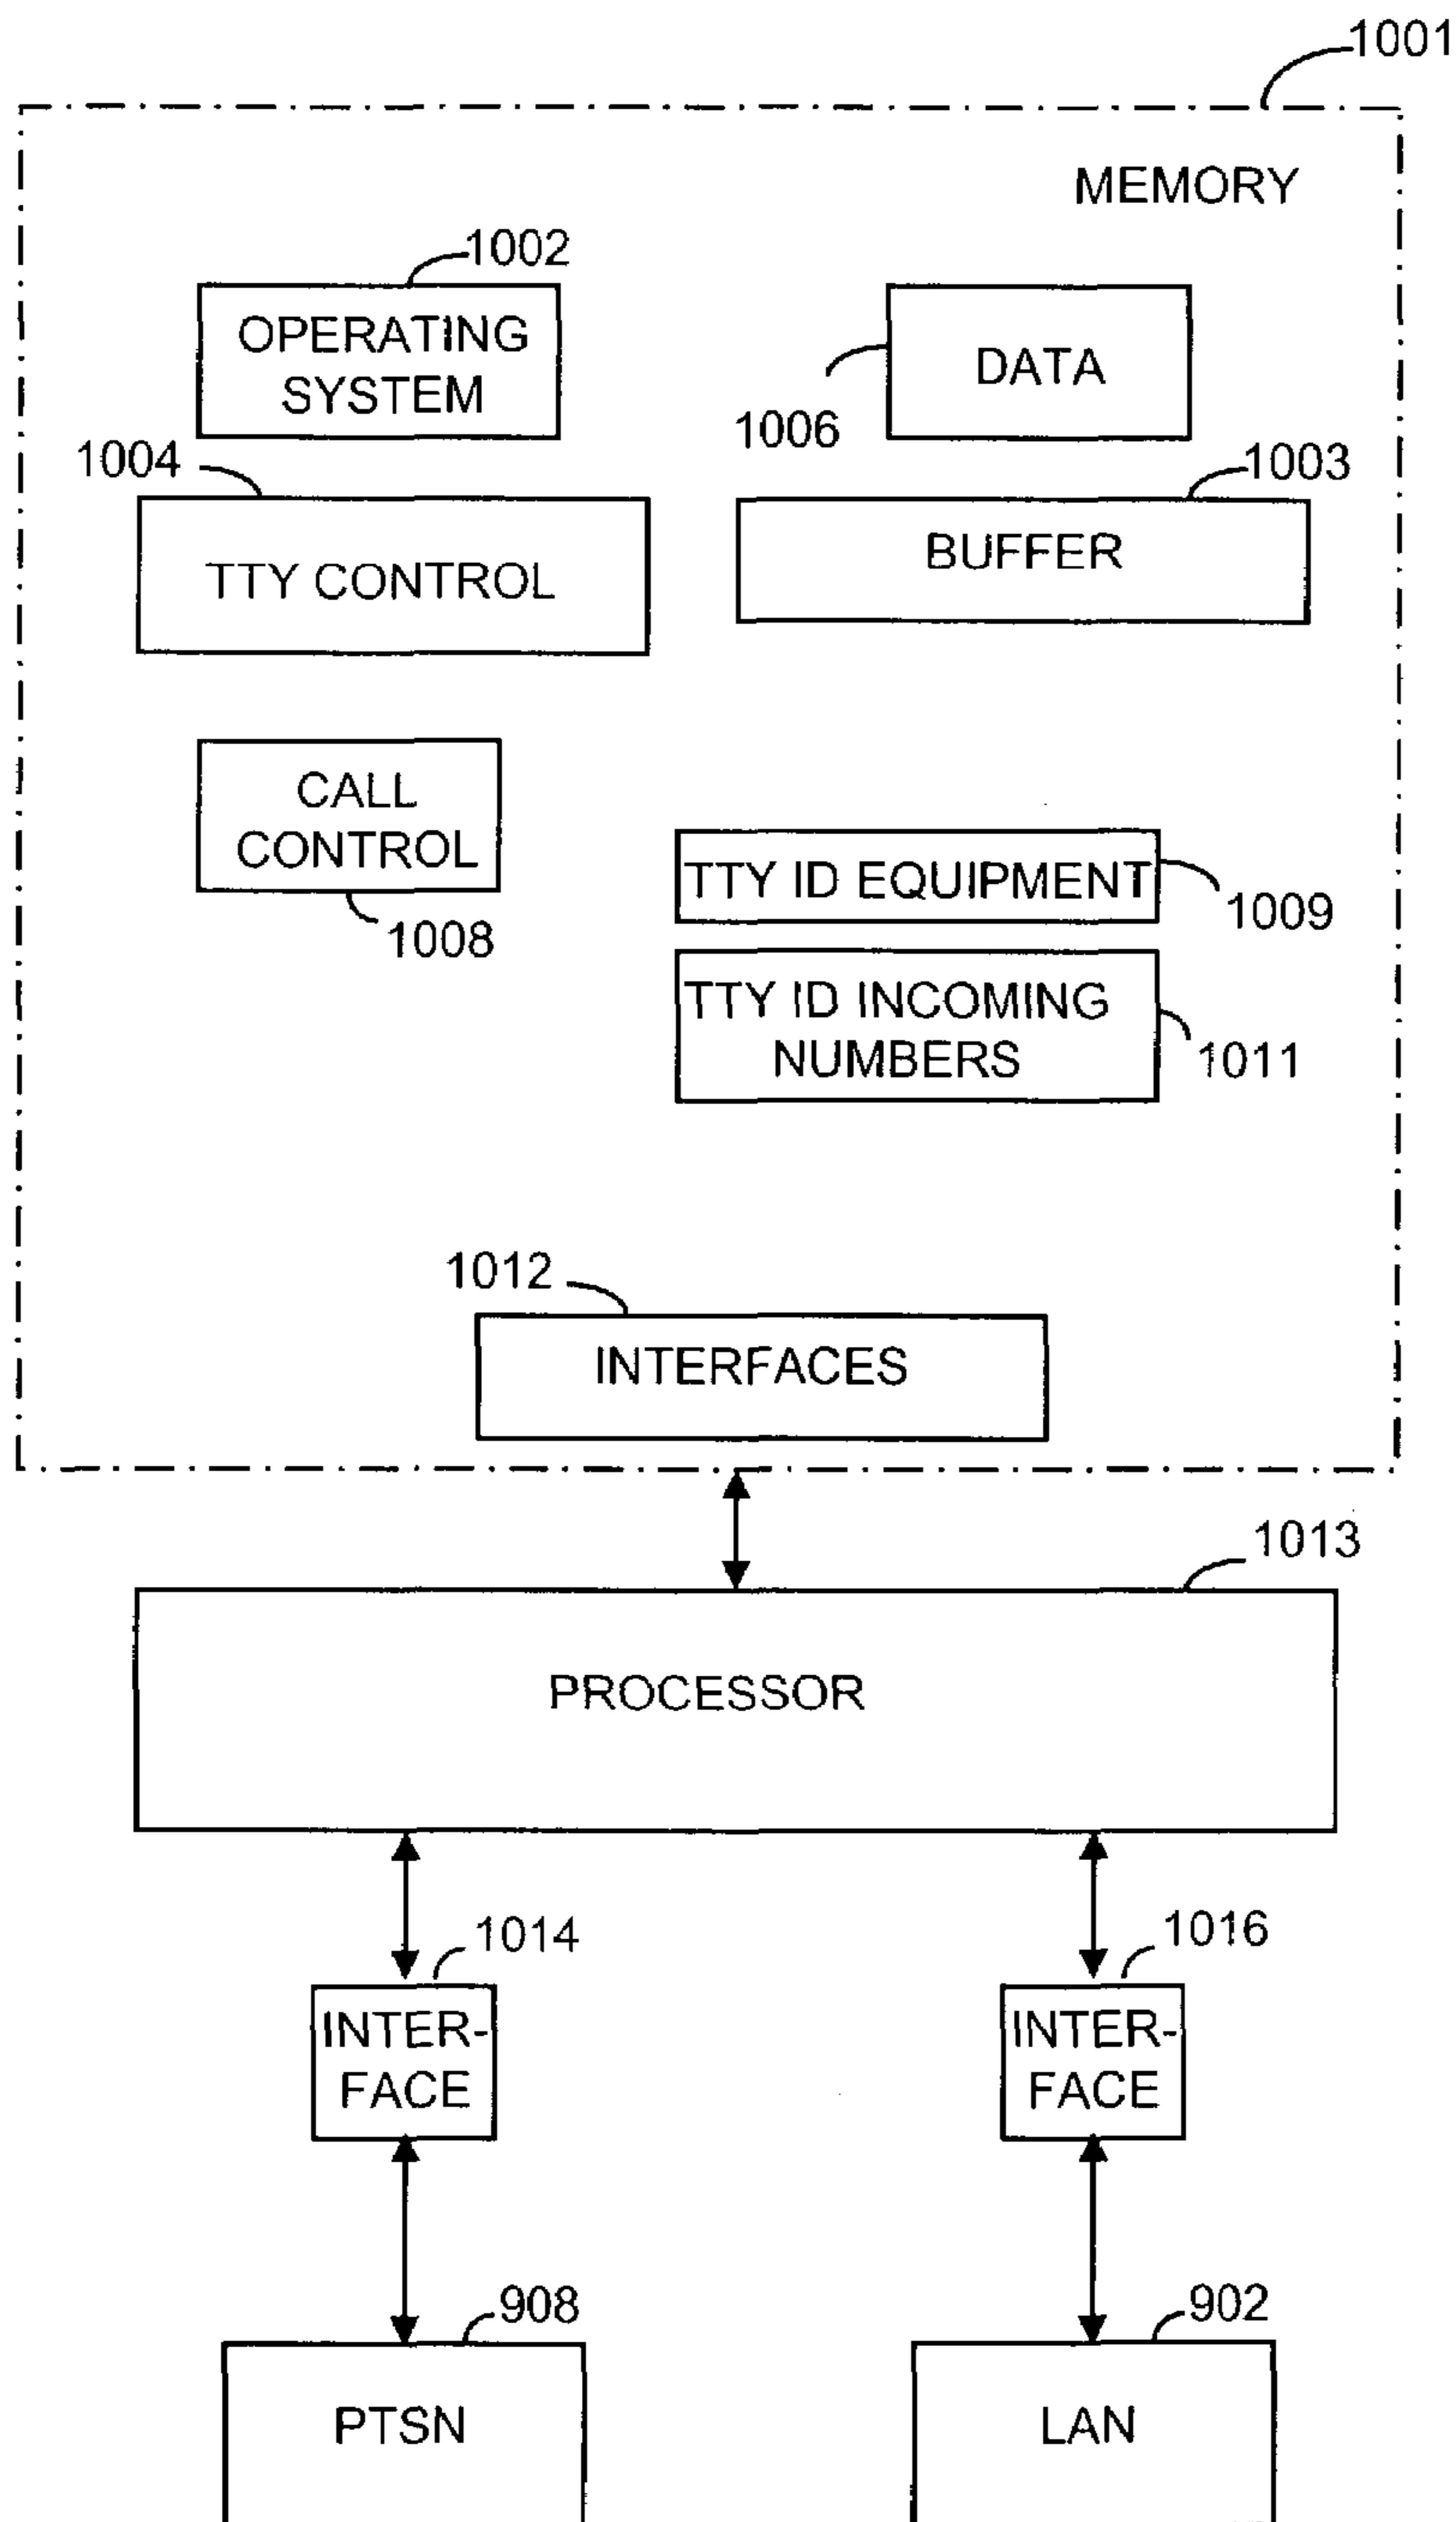 1001
MEMORY
1002
OPERATING
SYSTEM
DATA
1006
1004
1003
TTY CONTROL
BUFFER
CALL
CONTROL
1008
TTY ID EQUIPMENT
1009
TTY ID INCOMING
NUMBERS
1011
1012
INTERFACES
1013
PROCESSOR
1014
1016
INTER-
FACE
INTER-
FACE
908
902
PTSN
LAN